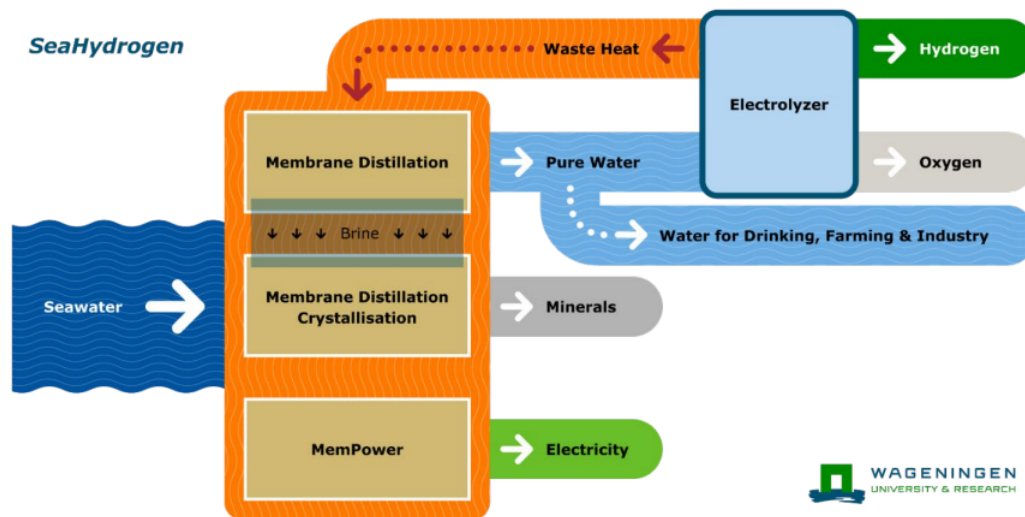 SeaHydrogen
Waste Heat
Hydrogen
Electrolyzer
Membrane Distillation
Pure Water
Oxygen
Brine
Water for Drinking, Farming & Industry
Seawater
Membrane Distillation
Crystallisation
Minerals
MemPower
Electricity
WAGENINGEN
UNIVERSITY & RESEARCH